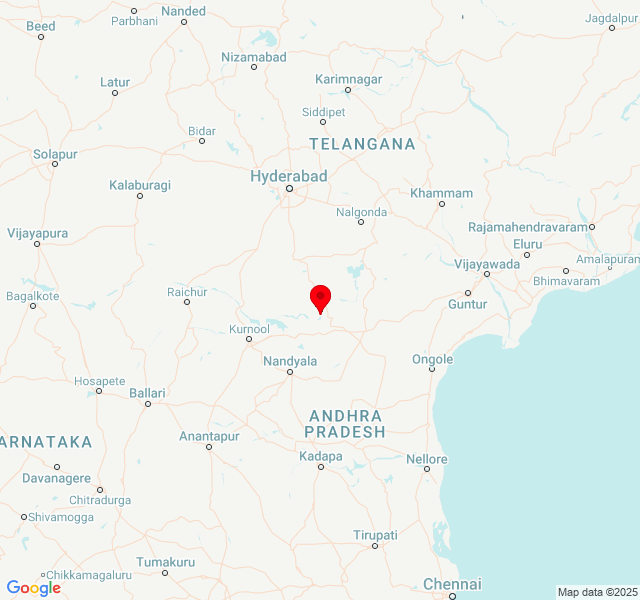 Parbhani
Nanded
Jagdalpur
Beed
Nizamabad
Karimnagar
Latur
Siddipet
Bidar
TELANGANA
Solapur
Hyderabad
Kalaburagi
Khammam
Nalgonda
Rajamahendravaram
Vijayapura
Eluru
Amalapuram
Vijayawada
Bhimavaram
Bagalkote
Raichur
Guntur
Kurnool
Nandyala
Ongole
Hosapete
Ballari
ANDHRA
PRADESH
ARNATAKA
Anantapur
Kadapa
Nellore
Davanagere
Chitradurga
Shivamogga
Tirupati
Tumakuru
Chikkamagaluru
Chennai
Google
Map data ©2025